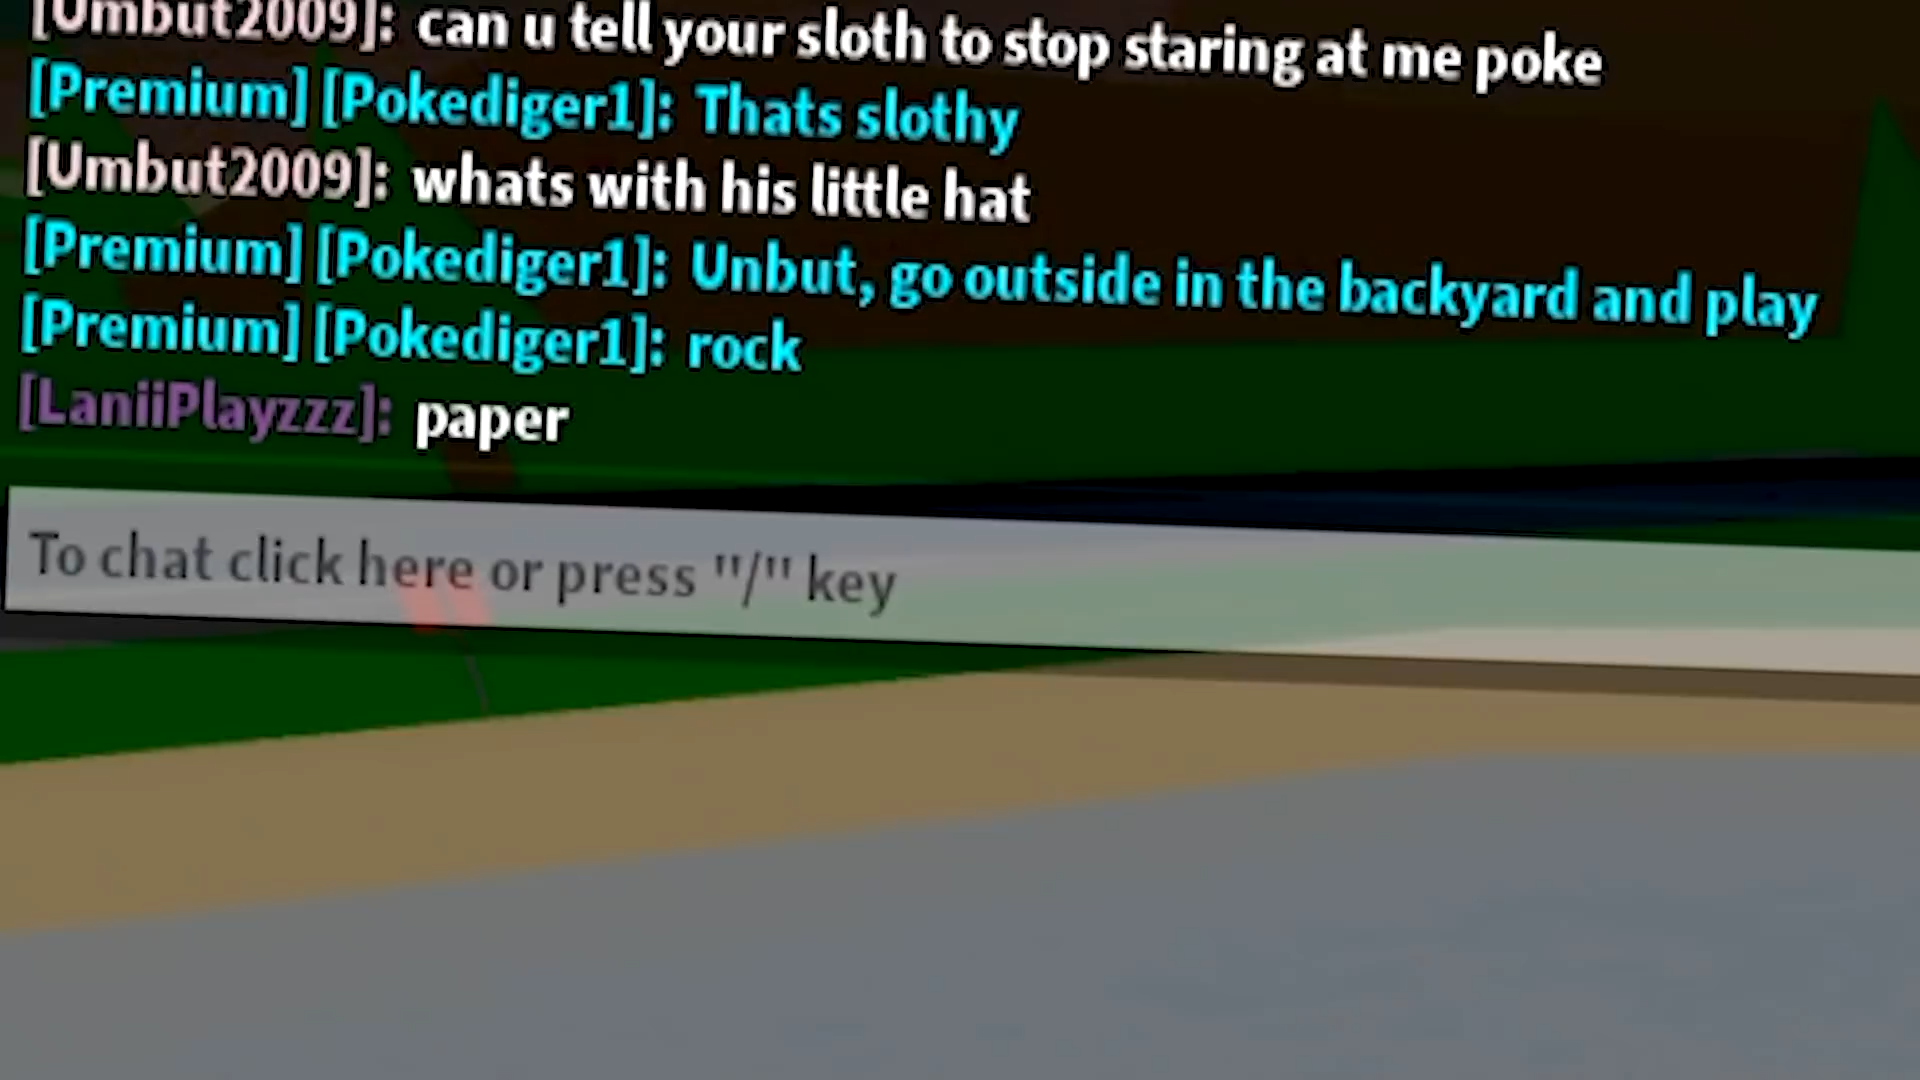 [Umbut2009]: can u tell your sloth to stop staring at me poke
[Premium] [Pokediger1]: Thats slothy
[Umbut2009]: whats with his little hat
[Premium] [Pokediger1]: Unbut, go outside in the backyard and play
[Premium] [Pokediger1]: rock
[LaniiPlayzzz]: paper
To chat click here or press "/" key